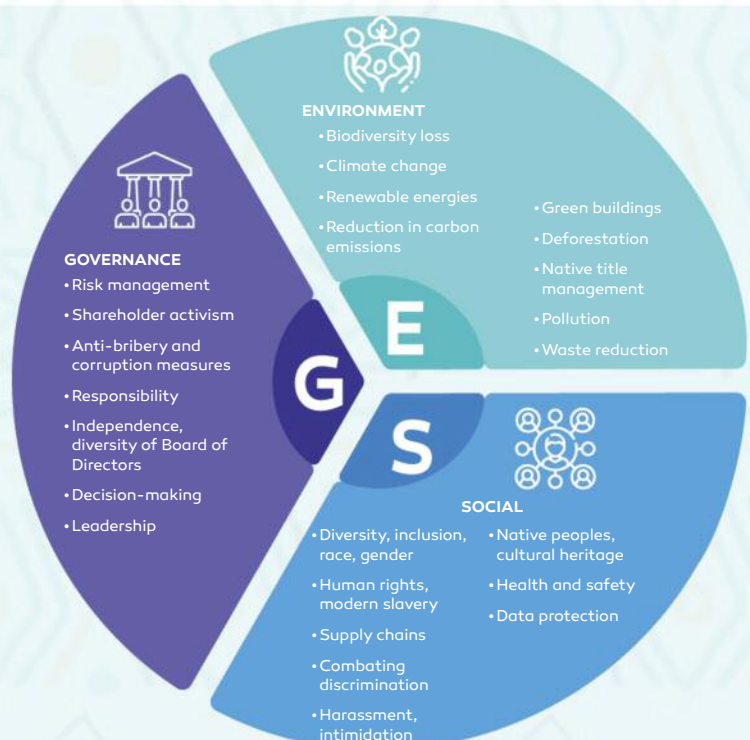 ENVIRONMENT
•Biodiversity loss
•Climate change
•Renewable energies
•Reduction in carbon
emissions
•Green buildings
•Deforestation
•Native title
management
•Pollution
•Waste reduction
E
GOVERNANCE
•Risk management
•Shareholder activism
•Anti-bribery and
corruption measures
•Responsibility
•Independence,
diversity of Board of
Directors
•Decision-making
•Leadership
G
S
SOCIAL
•Diversity, inclusion,
race, gender
•Human rights,
modern slavery
•Supply chains
•Combating
discrimination
•Harassment,
intimidation
•Native peoples,
cultural heritage
•Health and safety
•Data protection